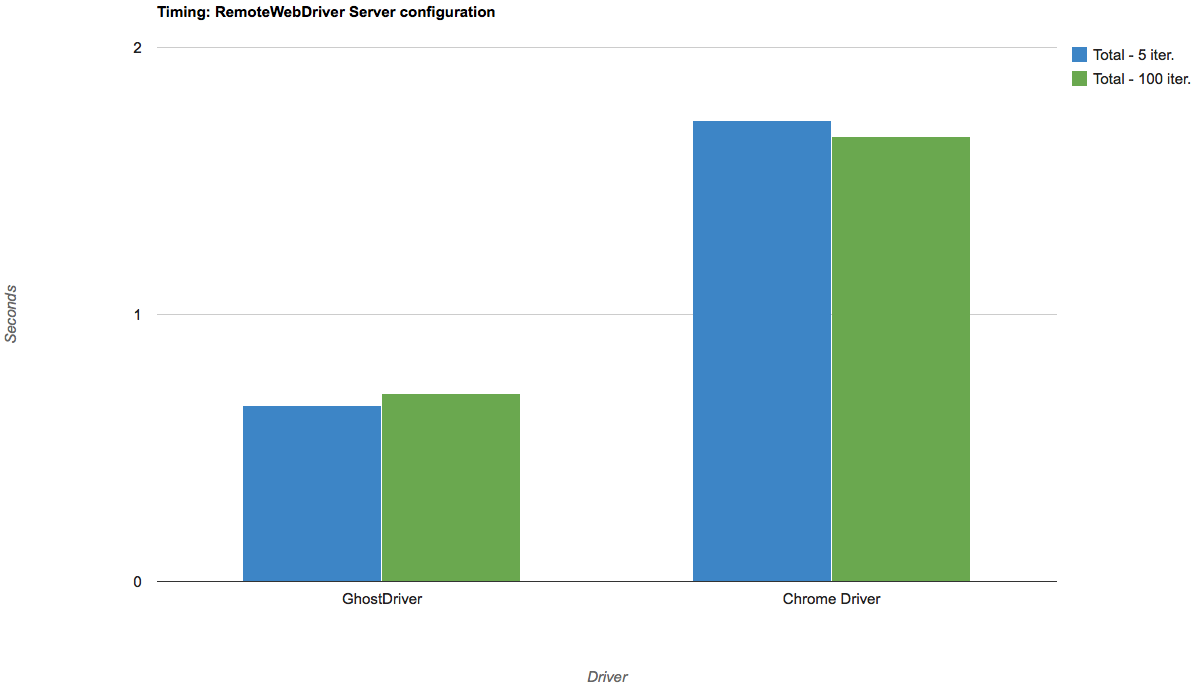 Timing: RemoteWebDriver Server configuration
2
Total - 5 iter.
Total - 100 iter.
1
Seconds
0
GhostDriver
Chrome Driver
Driver